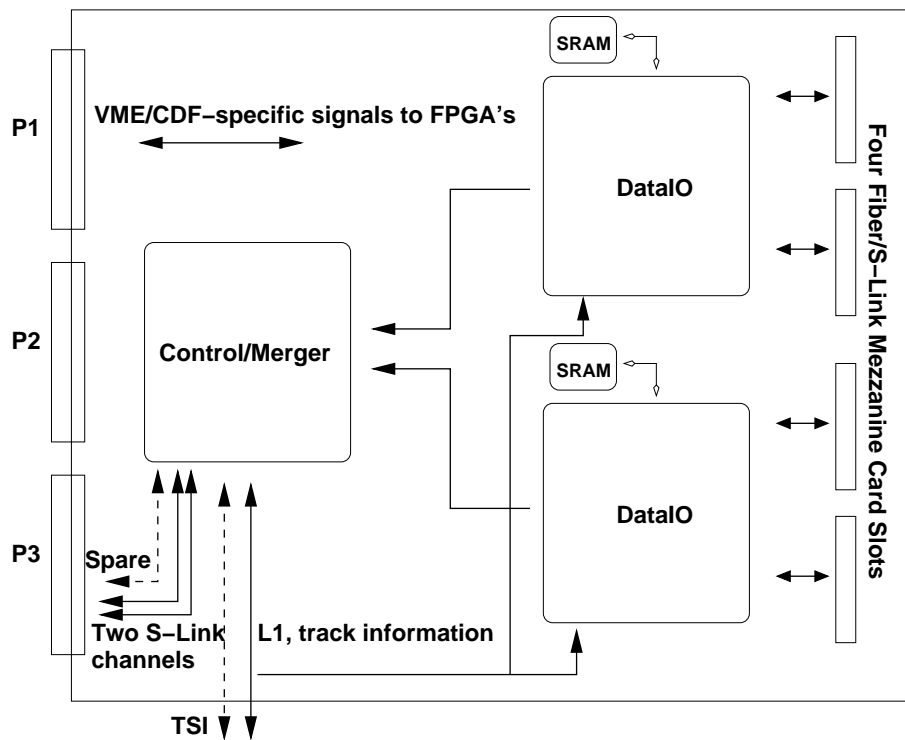 SRAM
P1
VME/CDF−specific signals to FPGA's
DataIO
Four Fiber/S−Link Mezzanine Card Slots
P2
Control/Merger
SRAM
P3
DataIO
Spare
Two S−Link
channels
L1, track information
TSI